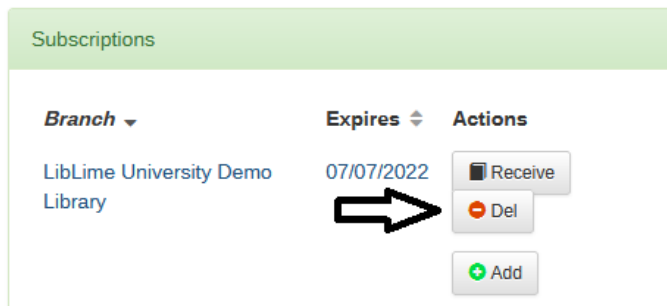 Subscriptions
Branch Expires Actions
LibLime University Demo 07/07/2022 Receive
Library
Del
Add